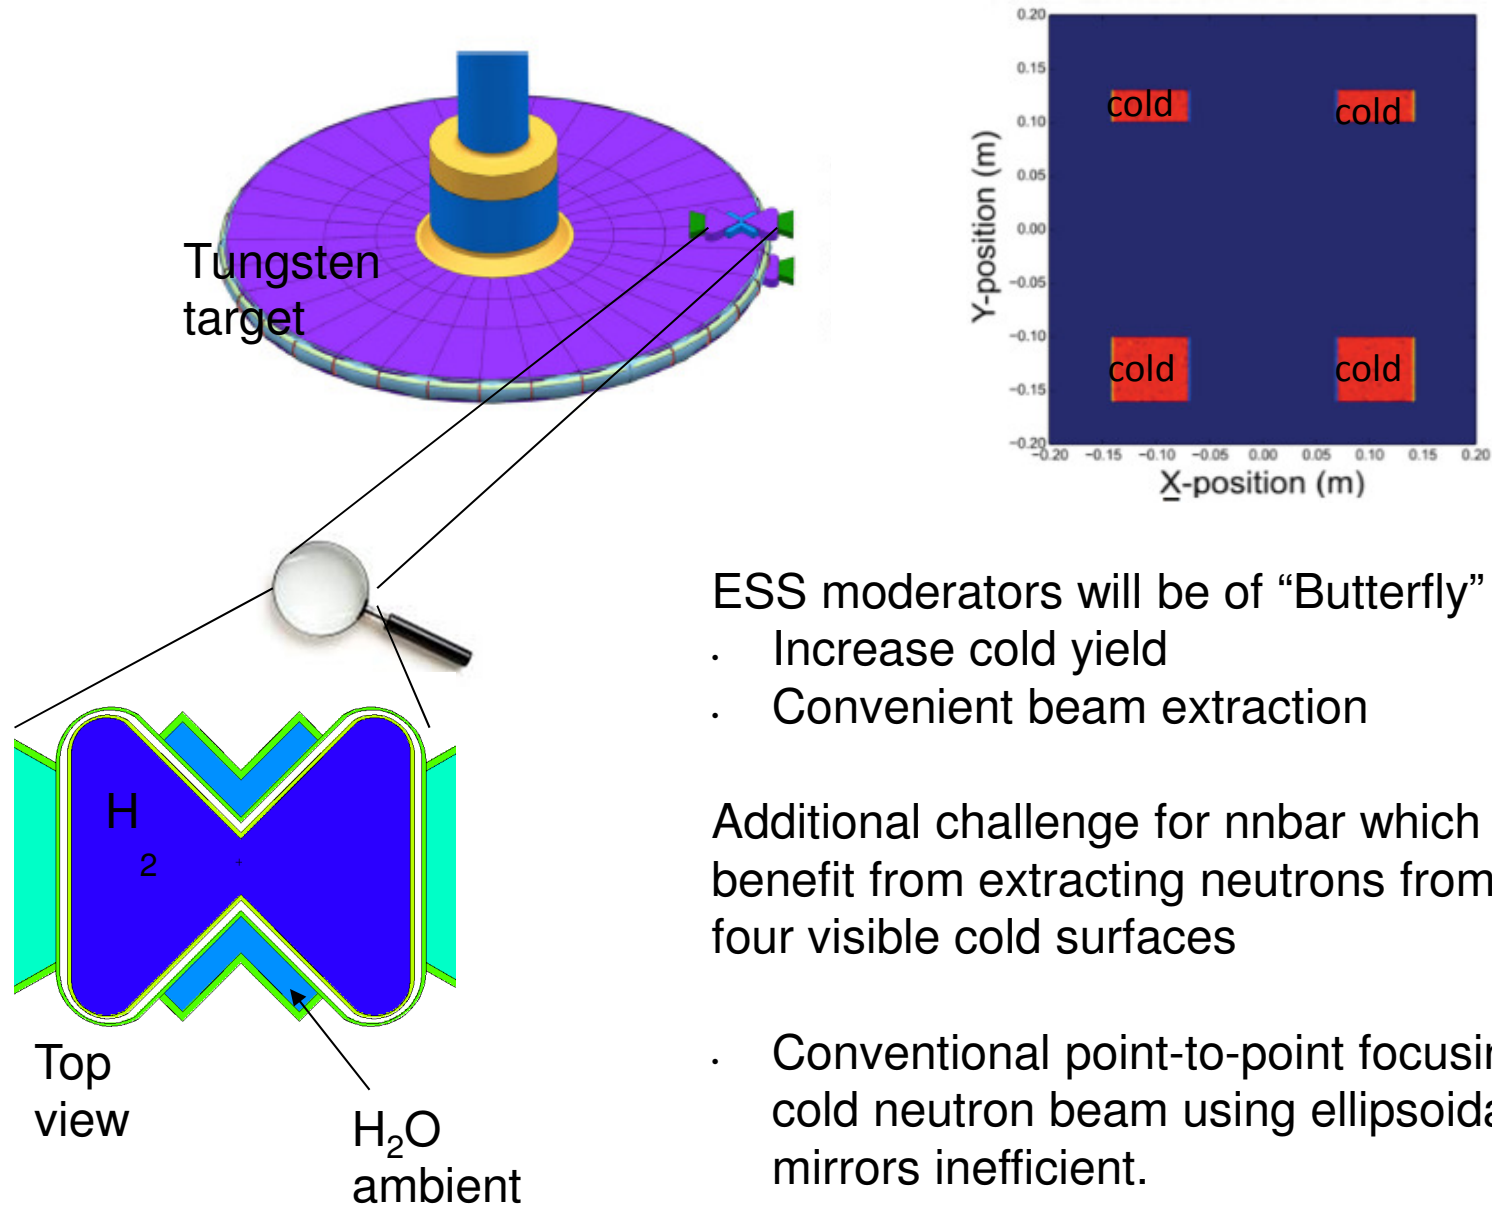 Tungsten
target
0.20
0.15
0.10
0.05
0.00
−0.05
−0.10
−0.15
−0.20
Y-position (m)
cold
cold
cold
cold
−0.20 −0.15 −0.10 −0.05 0.00 0.05 0.10 0.15 0.20
X-position (m)
ESS moderators will be of “Butterfly”
· Increase cold yield
· Convenient beam extraction
Additional challenge for nnbar which
benefit from extracting neutrons from
four visible cold surfaces
· Conventional point-to-point focusin
cold neutron beam using ellipsoida
mirrors inefficient.
H
2
Top
view
H₂O
ambient